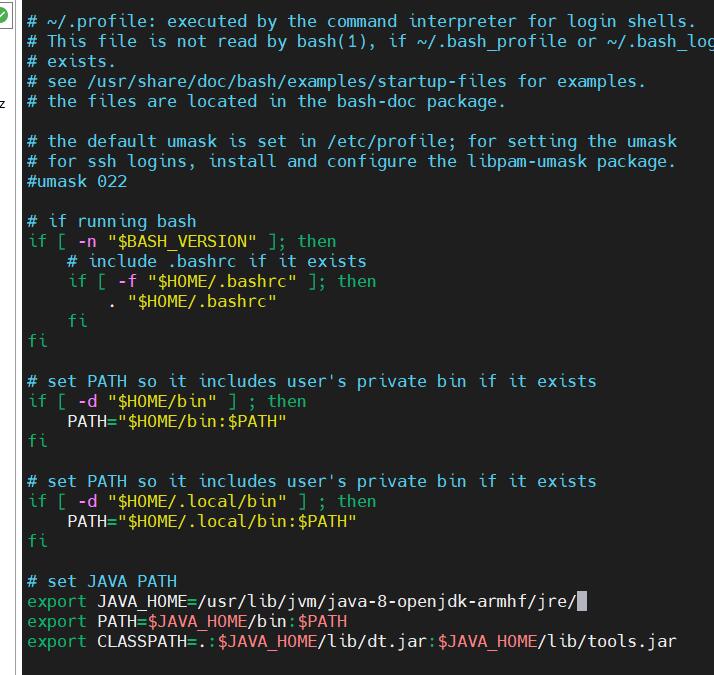 # ~/.profile: executed by the command interpreter for login shells.
# This file is not read by bash(1), if ~/.bash_profile or ~/.bash_log
# exists.
# see /usr/share/doc/bash/examples/startup-files for examples.
# the files are located in the bash-doc package.
z
# the default umask is set in /etc/profile; for setting the umask
# for ssh logins, install and configure the libpam-umask package.
#umask 022
# if running bash
if [ -n "$BASH_VERSION" ]; then
    # include .bashrc if it exists
    if [ -f "$HOME/.bashrc" ]; then
        . "$HOME/.bashrc"
    fi
fi
# set PATH so it includes user's private bin if it exists
if [ -d "$HOME/bin" ] ; then
    PATH="$HOME/bin:$PATH"
fi
# set PATH so it includes user's private bin if it exists
if [ -d "$HOME/.local/bin" ] ; then
    PATH="$HOME/.local/bin:$PATH"
fi
# set JAVA PATH
export JAVA_HOME=/usr/lib/jvm/java-8-openjdk-armhf/jre/
export PATH=$JAVA_HOME/bin:$PATH
export CLASSPATH=.:$JAVA_HOME/lib/dt.jar:$JAVA_HOME/lib/tools.jar